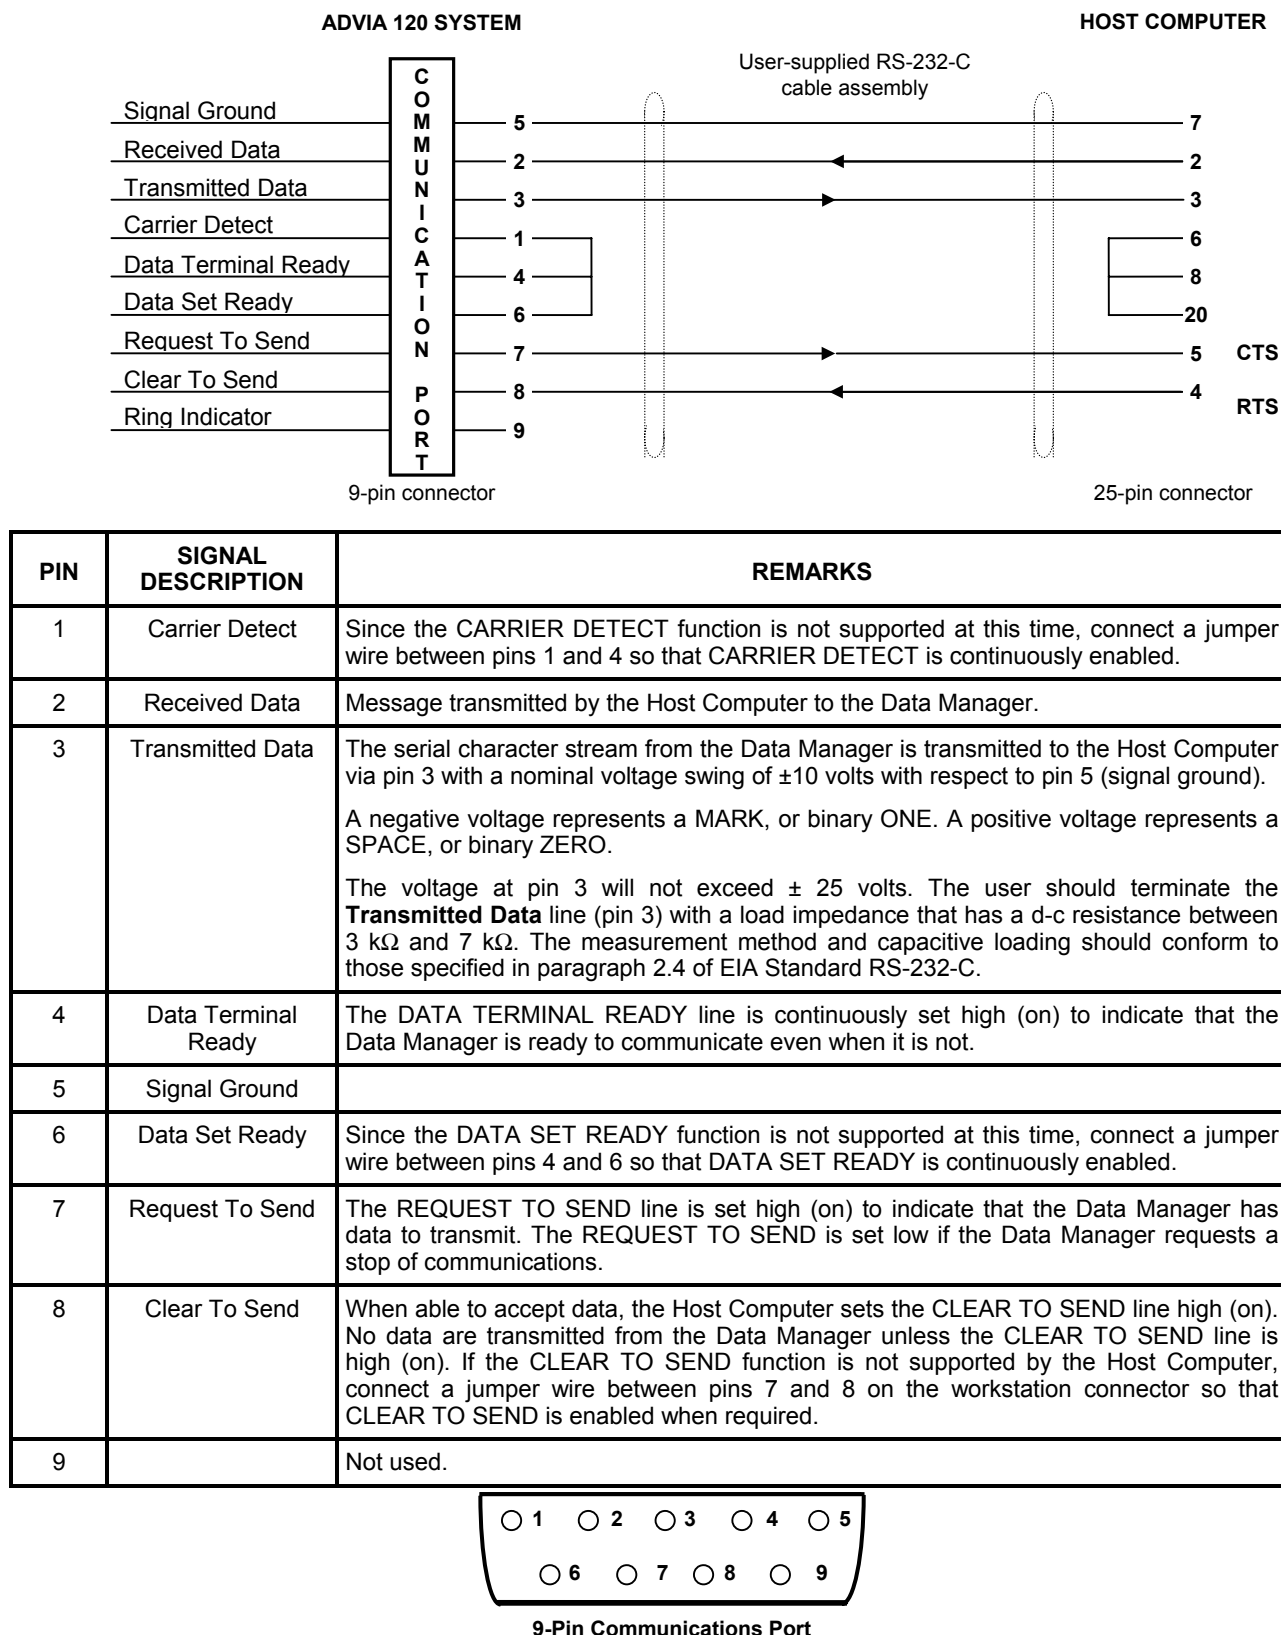 ADVIA 120 SYSTEM
HOST COMPUTER
User-supplied RS-232-C
cable assembly
COMMUNICATION PORT
Signal Ground 5 7
Received Data 2 2
Transmitted Data 3 3
Carrier Detect 1 6
Data Terminal Ready 4 8
Data Set Ready 6 20
Request To Send 7 5 CTS
Clear To Send 8 4 RTS
Ring Indicator 9
9-pin connector
25-pin connector
PIN
SIGNAL
DESCRIPTION
REMARKS
1
Carrier Detect
Since the CARRIER DETECT function is not supported at this time, connect a jumper
wire between pins 1 and 4 so that CARRIER DETECT is continuously enabled.
2
Received Data
Message transmitted by the Host Computer to the Data Manager.
3
Transmitted Data
The serial character stream from the Data Manager is transmitted to the Host Computer
via pin 3 with a nominal voltage swing of ±10 volts with respect to pin 5 (signal ground).
A negative voltage represents a MARK, or binary ONE. A positive voltage represents a
SPACE, or binary ZERO.
The voltage at pin 3 will not exceed ± 25 volts. The user should terminate the
Transmitted Data line (pin 3) with a load impedance that has a d-c resistance between
3 kΩ and 7 kΩ. The measurement method and capacitive loading should conform to
those specified in paragraph 2.4 of EIA Standard RS-232-C.
4
Data Terminal
Ready
The DATA TERMINAL READY line is continuously set high (on) to indicate that the
Data Manager is ready to communicate even when it is not.
5
Signal Ground
6
Data Set Ready
Since the DATA SET READY function is not supported at this time, connect a jumper
wire between pins 4 and 6 so that DATA SET READY is continuously enabled.
7
Request To Send
The REQUEST TO SEND line is set high (on) to indicate that the Data Manager has
data to transmit. The REQUEST TO SEND is set low if the Data Manager requests a
stop of communications.
8
Clear To Send
When able to accept data, the Host Computer sets the CLEAR TO SEND line high (on).
No data are transmitted from the Data Manager unless the CLEAR TO SEND line is
high (on). If the CLEAR TO SEND function is not supported by the Host Computer,
connect a jumper wire between pins 7 and 8 on the workstation connector so that
CLEAR TO SEND is enabled when required.
9
Not used.
1 2 3 4 5
6 7 8 9
9-Pin Communications Port